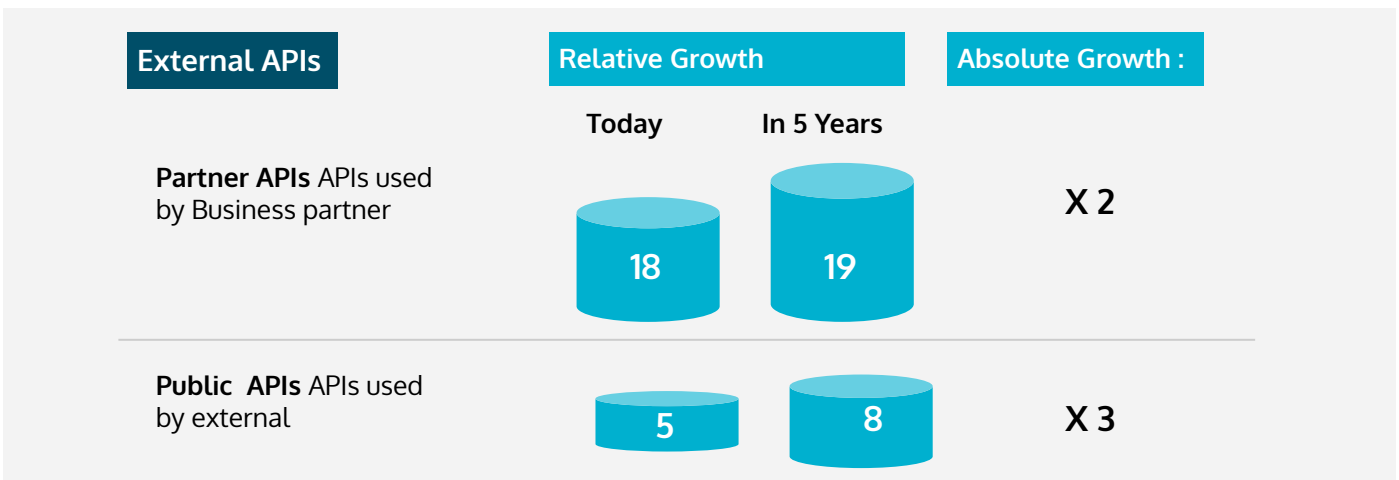 External APIs
Relative Growth
Absolute Growth :
Today
In 5 Years
Partner APIs APIs used
by Business partner
18
19
X 2
Public APIs APIs used
by external
5
8
X 3